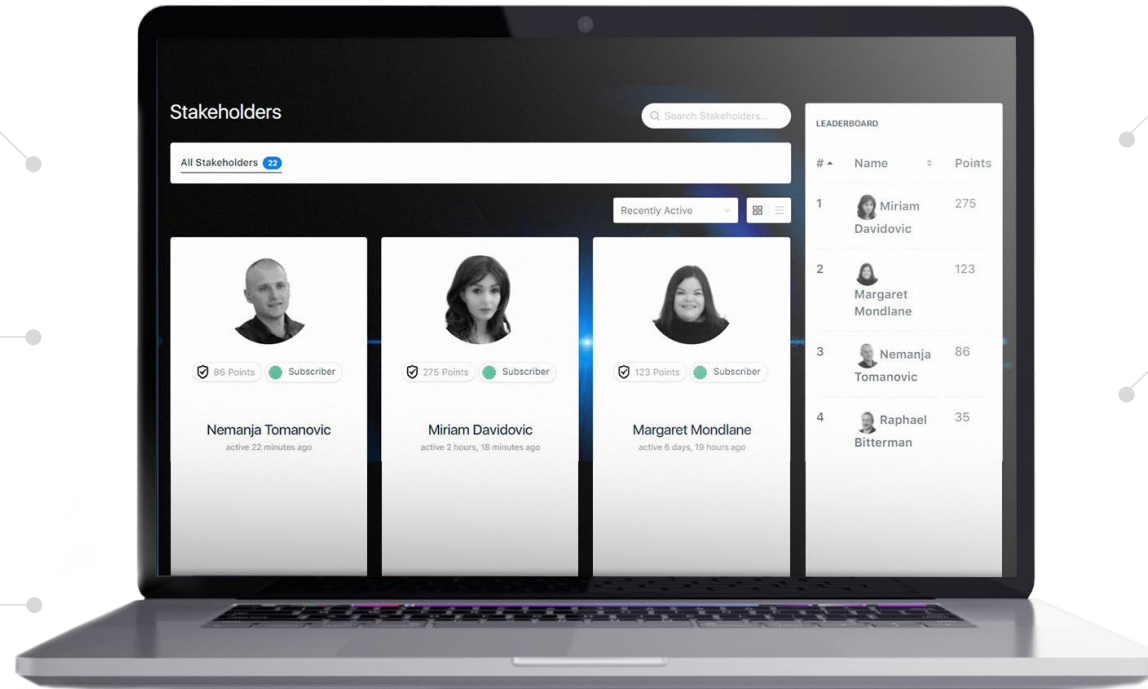 Stakeholders
Search Stakeholders...
All Stakeholders 22
Recently Active
86 Points Subscriber
Nemanja Tomanovic
active 22 minutes ago
275 Points Subscriber
Miriam Davidovic
active 2 hours, 18 minutes ago
123 Points Subscriber
Margaret Mondlane
active 6 days, 19 hours ago
LEADERBOARD
# Name Points
1 Miriam 275
Davidovic
2 123
Margaret
Mondlane
3 Nemanja 86
Tomanovic
4 Raphael 35
Bitterman